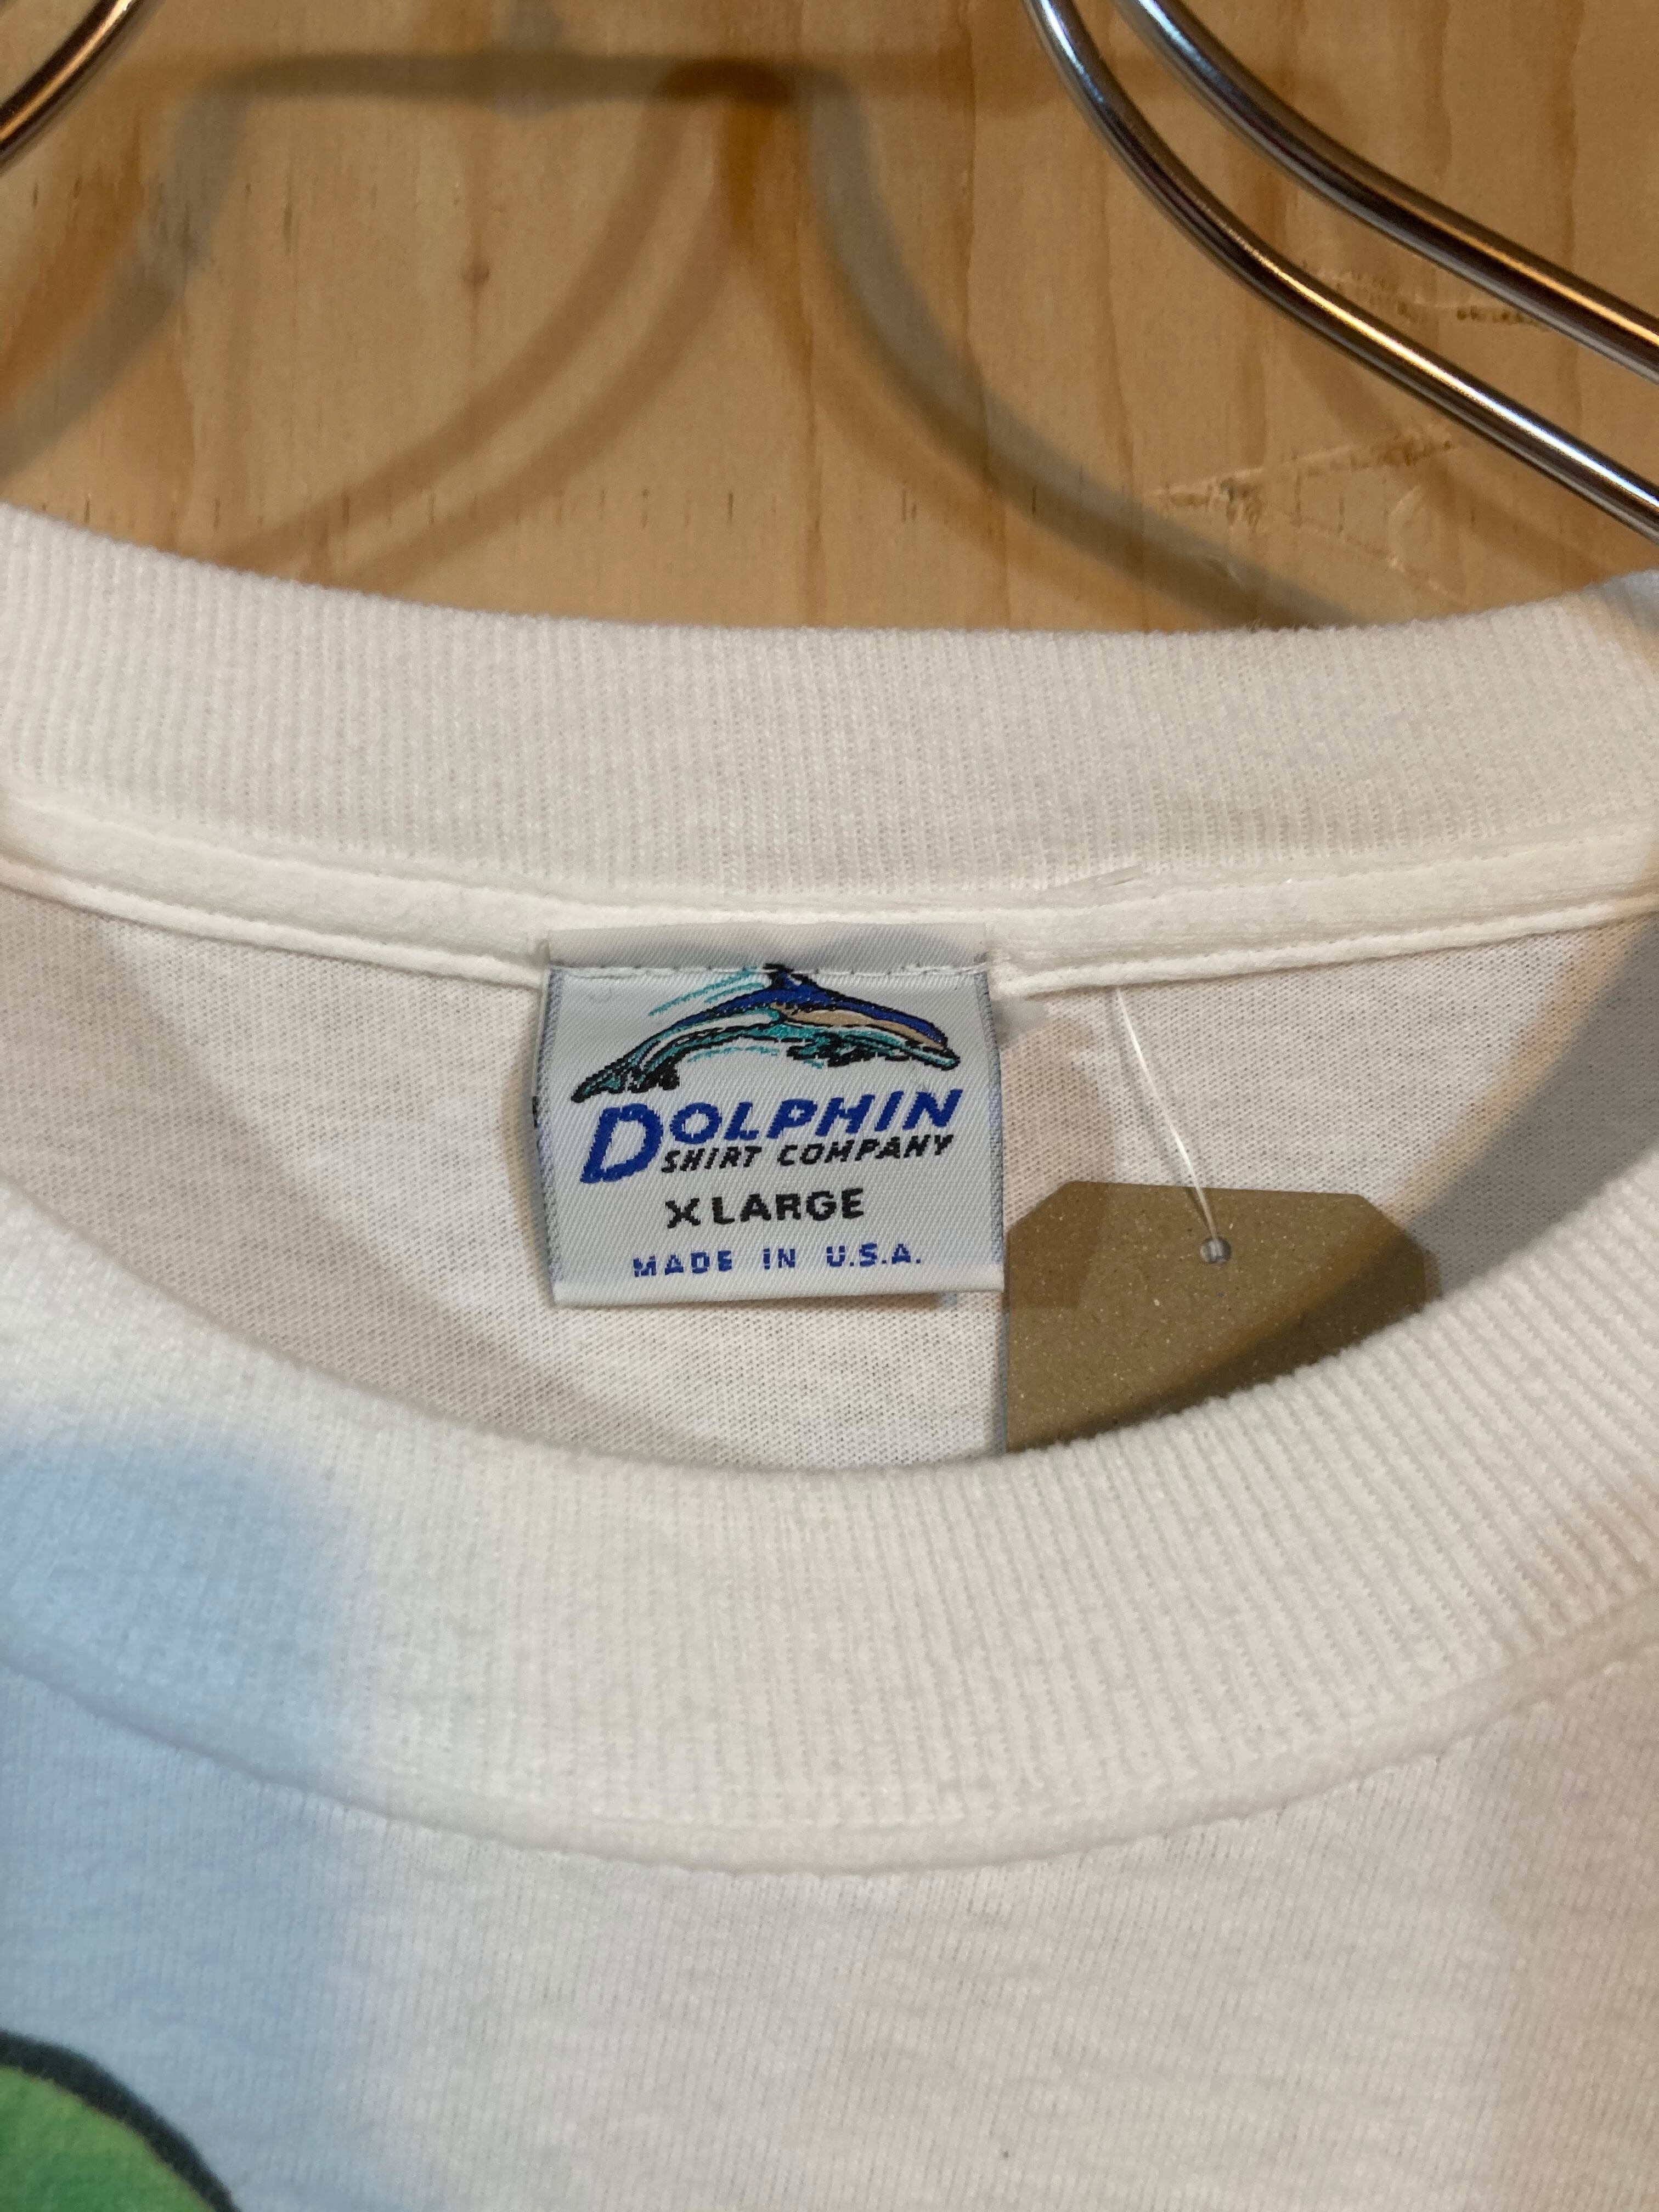 DOLPHIN
SHIRT COMPANY
X LARGE
MADE IN U.S.A.